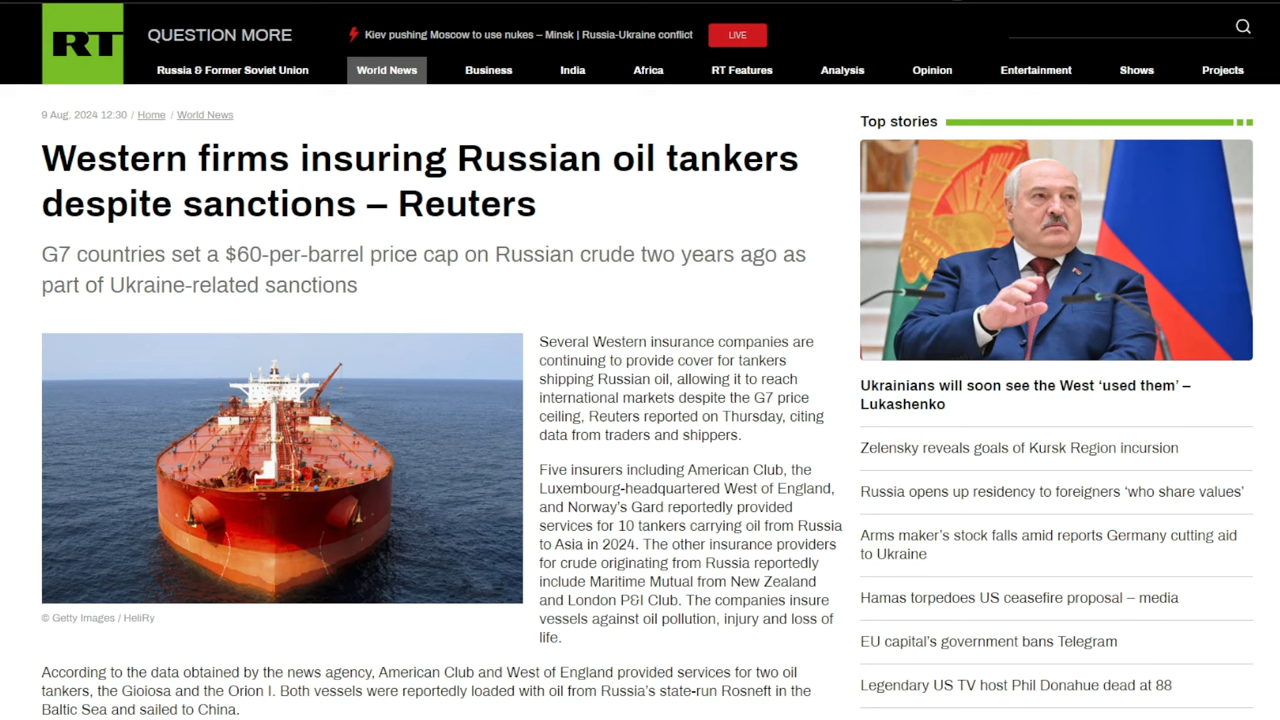 RT
QUESTION MORE
Kiev pushing Moscow to use nukes – Minsk | Russia-Ukraine conflict
LIVE
Russia & Former Soviet Union
World News
Business
India
Africa
RT Features
Analysis
Opinion
Entertainment
Shows
Projects
9 Aug, 2024 12:30 / Home / World News
Western firms insuring Russian oil tankers
despite sanctions – Reuters
G7 countries set a $60-per-barrel price cap on Russian crude two years ago as
part of Ukraine-related sanctions
© Getty Images / HeliRy
Several Western insurance companies are
continuing to provide cover for tankers
shipping Russian oil, allowing it to reach
international markets despite the G7 price
ceiling, Reuters reported on Thursday, citing
data from traders and shippers.
Five insurers including American Club, the
Luxembourg-headquartered West of England,
and Norway's Gard reportedly provided
services for 10 tankers carrying oil from Russia
to Asia in 2024. The other insurance providers
for crude originating from Russia reportedly
include Maritime Mutual from New Zealand
and London P&I Club. The companies insure
vessels against oil pollution, injury and loss of
life.
According to the data obtained by the news agency, American Club and West of England provided services for two oil
tankers, the Gioiosa and the Orion I. Both vessels were reportedly loaded with oil from Russia's state-run Rosneft in the
Baltic Sea and sailed to China.
Top stories
Ukrainians will soon see the West 'used them' –
Lukashenko
Zelensky reveals goals of Kursk Region incursion
Russia opens up residency to foreigners 'who share values'
Arms maker's stock falls amid reports Germany cutting aid
to Ukraine
Hamas torpedoes US ceasefire proposal – media
EU capital's government bans Telegram
Legendary US TV host Phil Donahue dead at 88